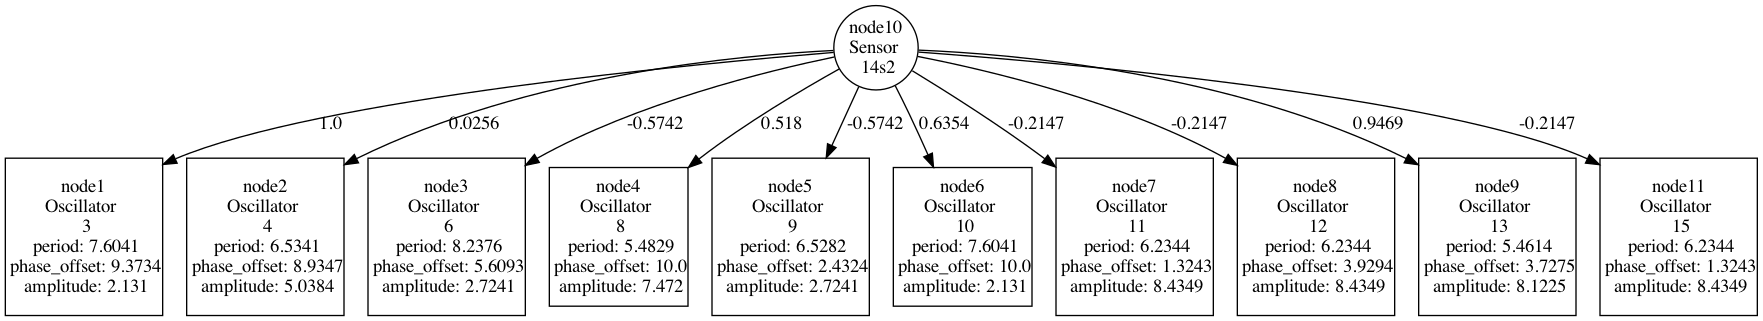 node10
Sensor
14s2
1.0
0.0256
-0.5742
0.518
-0.5742
0.6354
-0.2147
-0.2147
0.9469
-0.2147
node1
Oscillator
3
period: 7.6041
phase_offset: 9.3734
amplitude: 2.131
node2
Oscillator
4
period: 6.5341
phase_offset: 8.9347
amplitude: 5.0384
node3
Oscillator
6
period: 8.2376
phase_offset: 5.6093
amplitude: 2.7241
node4
Oscillator
8
period: 5.4829
phase_offset: 10.0
amplitude: 7.472
node5
Oscillator
9
period: 6.5282
phase_offset: 2.4324
amplitude: 2.7241
node6
Oscillator
10
period: 7.6041
phase_offset: 10.0
amplitude: 2.131
node7
Oscillator
11
period: 6.2344
phase_offset: 1.3243
amplitude: 8.4349
node8
Oscillator
12
period: 6.2344
phase_offset: 3.9294
amplitude: 8.4349
node9
Oscillator
13
period: 5.4614
phase_offset: 3.7275
amplitude: 8.1225
node11
Oscillator
15
period: 6.2344
phase_offset: 1.3243
amplitude: 8.4349